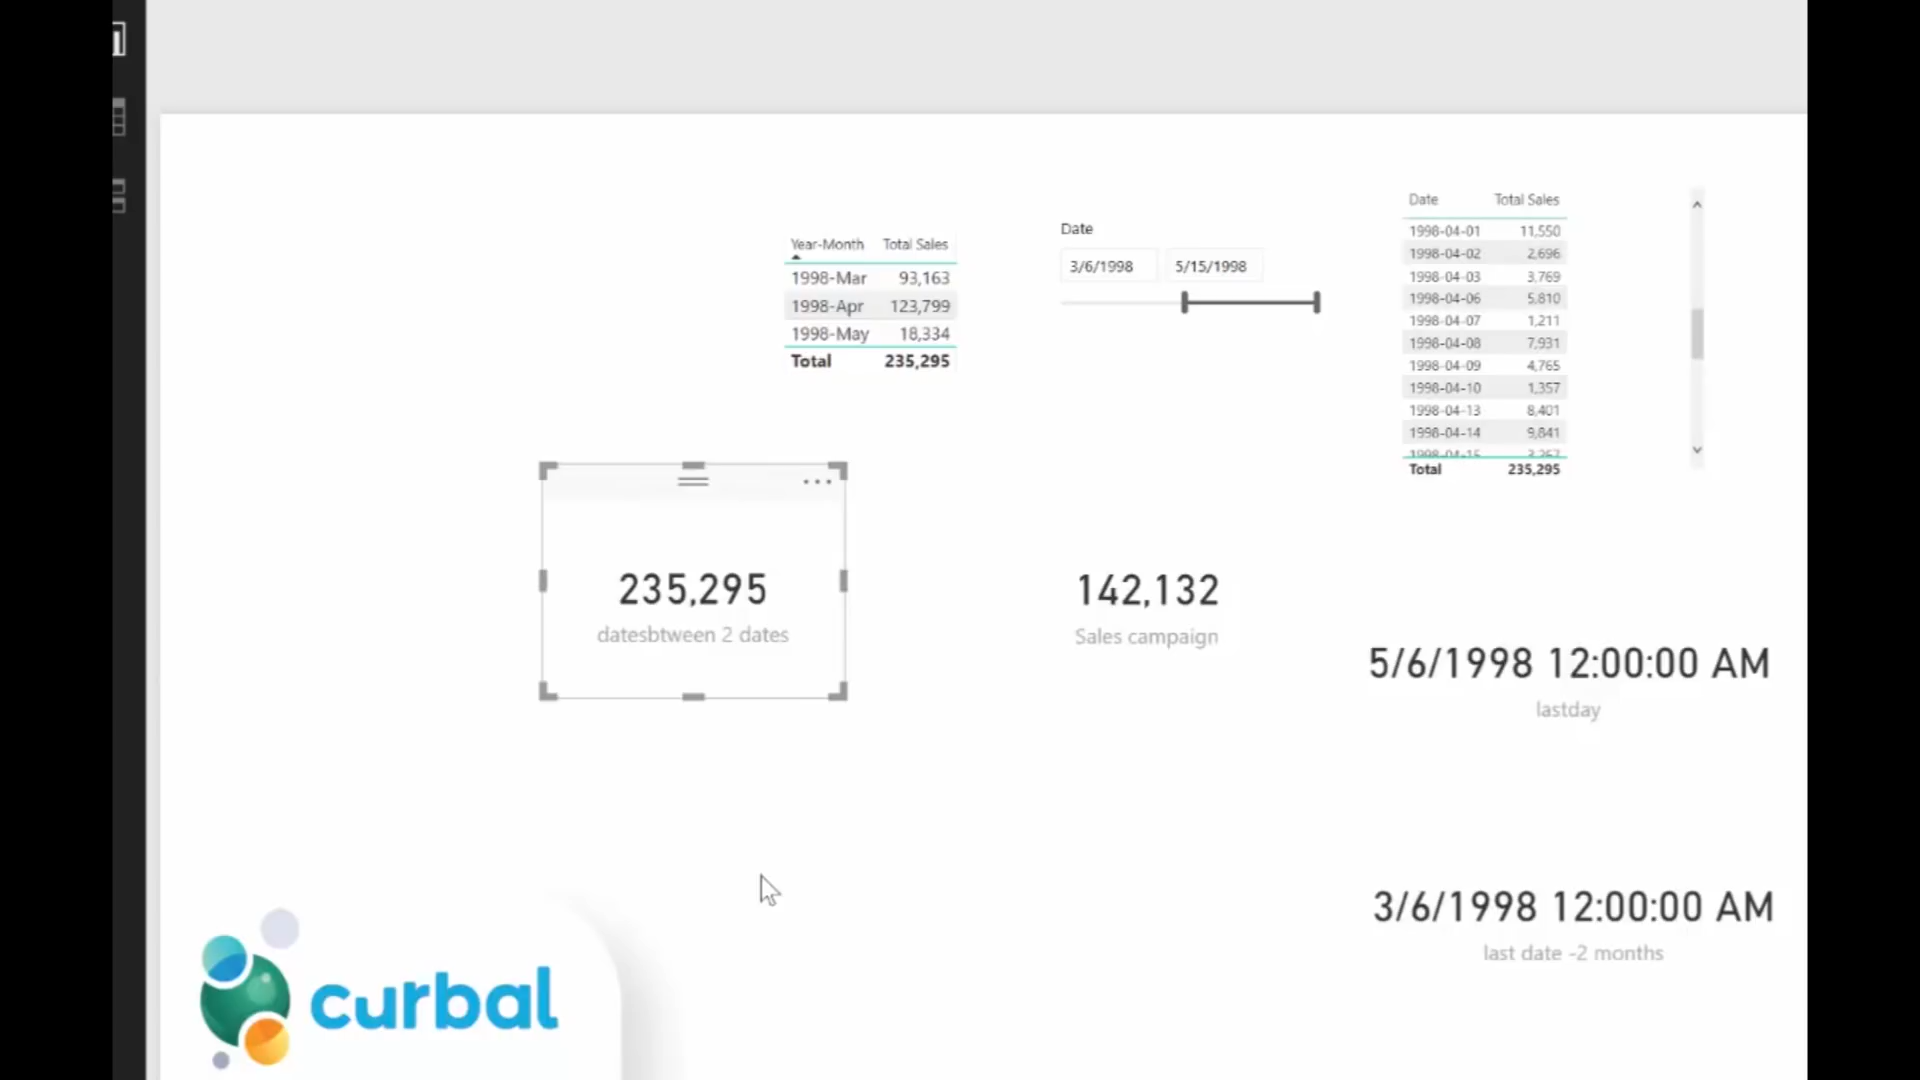 Year-Month Total Sales
1998-Mar 93,163
1998-Apr 123,799
1998-May 18,334
Total 235,295
Date
3/6/1998 5/15/1998
Date Total Sales
1998-04-01 11,550
1998-04-02 2,696
1998-04-03 3,769
1998-04-06 5,810
1998-04-07 1,211
1998-04-08 7,931
1998-04-09 4,765
1998-04-10 1,357
1998-04-13 8,401
1998-04-14 9,841
1998-04-15 3,267
Total 235,295
235,295
datesbtween 2 dates
142,132
Sales campaign
5/6/1998 12:00:00 AM
lastday
3/6/1998 12:00:00 AM
last date -2 months
curbal